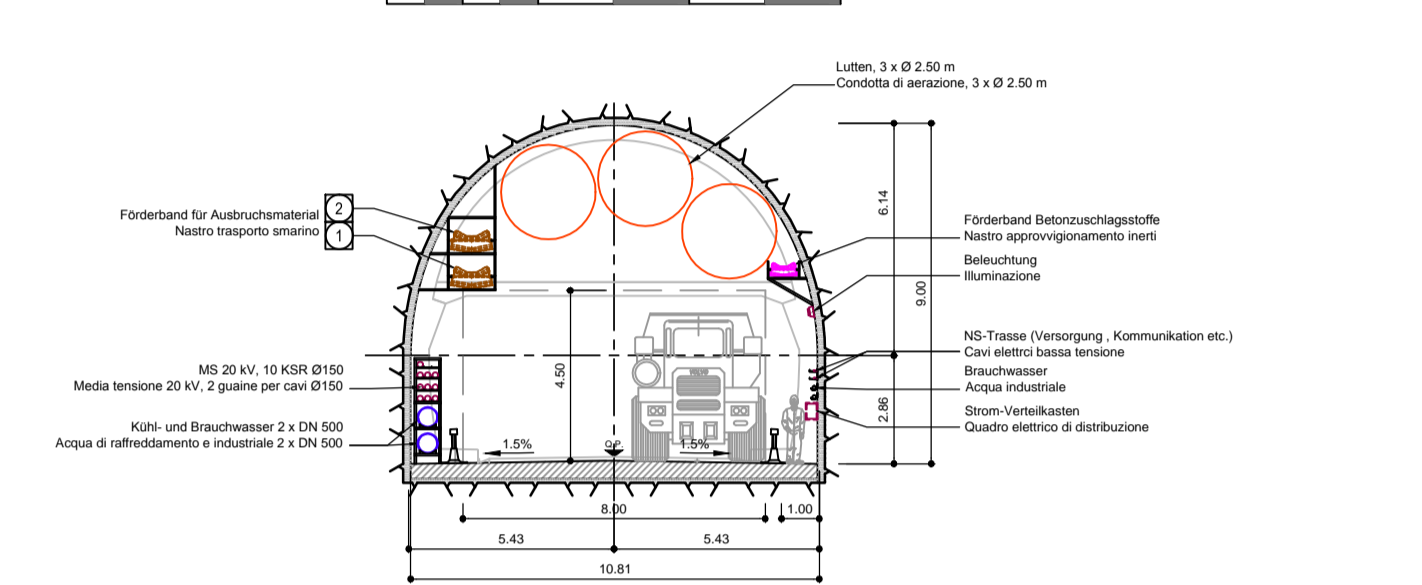 Lutten, 3 x Ø 2.50 m
Condotta di aerazione, 3 x Ø 2.50 m
Förderband für Ausbruchsmaterial
Nastro trasporto smarino
2
1
Förderband Betonzuschlagsstoffe
Nastro approvvigionamento inerti
Beleuchtung
Illuminazione
6.14
9.00
NS-Trasse (Versorgung , Kommunikation etc.)
Cavi elettrci bassa tensione
Brauchwasser
Acqua industriale
Strom-Verteilkasten
Quadro elettrico di distribuzione
2.86
MS 20 kV, 10 KSR Ø150
Media tensione 20 kV, 2 guaine per cavi Ø150
Kühl- und Brauchwasser 2 x DN 500
Acqua di raffreddamento e industriale 2 x DN 500
4.50
VOLVO
1.5%
1.5%
8.00
1.00
5.43
5.43
10.81